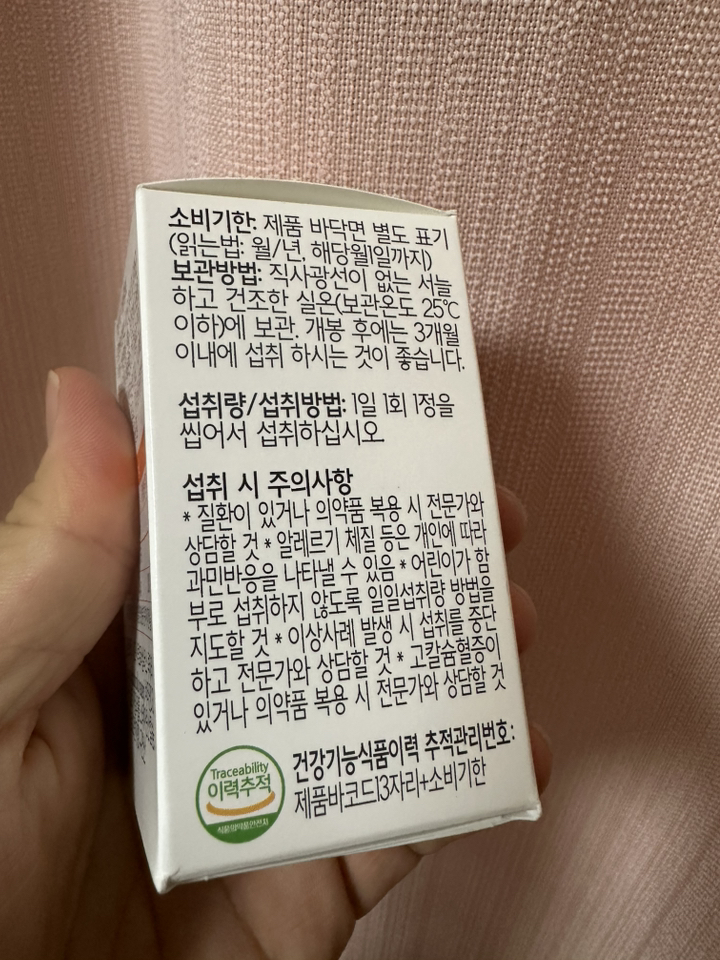 소비기한: 제품 바닥면 별도 표기
(읽는법: 월/년, 해당월1일까지)
보관방법: 직사광선이 없는 서늘
하고 건조한 실온(보관온도 25℃
이하)에 보관. 개봉 후에는 3개월
이내에 섭취 하시는 것이 좋습니다.
섭취량/섭취방법: 1일 1회 1정을
씹어서 섭취하십시오
섭취 시 주의사항
* 질환이 있거나 의약품 복용 시 전문가와
상담할 것 * 알레르기 체질 등은 개인에 따라
과민반응을 나타낼 수 있음 * 어린이가 함
부로 섭취하지 않도록 일일섭취량 방법을
지도할 것 * 이상사례 발생 시 섭취를 중단
하고 전문가와 상담할 것 * 고칼슘혈증이
있거나 의약품 복용 시 전문가와 상담할 것
Traceability
이력추적
식품의약품안전처
건강기능식품이력 추적관리번호:
제품바코드13자리+소비기한